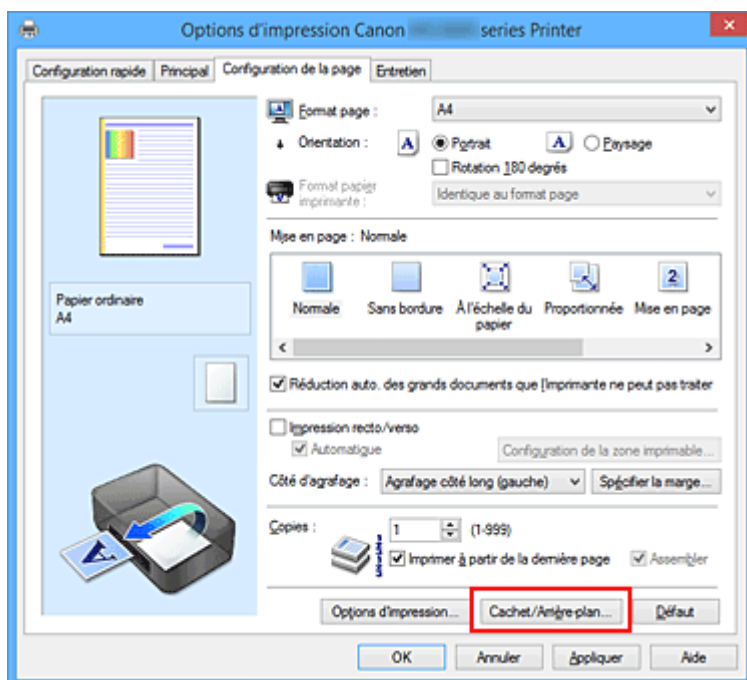 Options d'impression Canon series Printer
Configuration rapide Principal Configuration de la page Entretien
Format page : A4
Orientation : A Portrait A Paysage
Rotation 180 degrés
Format papier imprimante : Identique au format page
Mise en page : Normale
Papier ordinaire
A4
2
Normale Sans bordure À l'échelle du papier Proportionnée Mise en page
Réduction auto. des grands documents que l'imprimante ne peut pas traiter
Impression recto/verso
Automatique Configuration de la zone imprimable...
Côté d'agrafage : Agrafage côté long (gauche) Spécifier la marge...
Copies : 1 (1-999)
Imprimer à partir de la dernière page Assembler
Options d'impression... Cachet/Arrière-plan... Défaut
OK Annuler Appliquer Aide